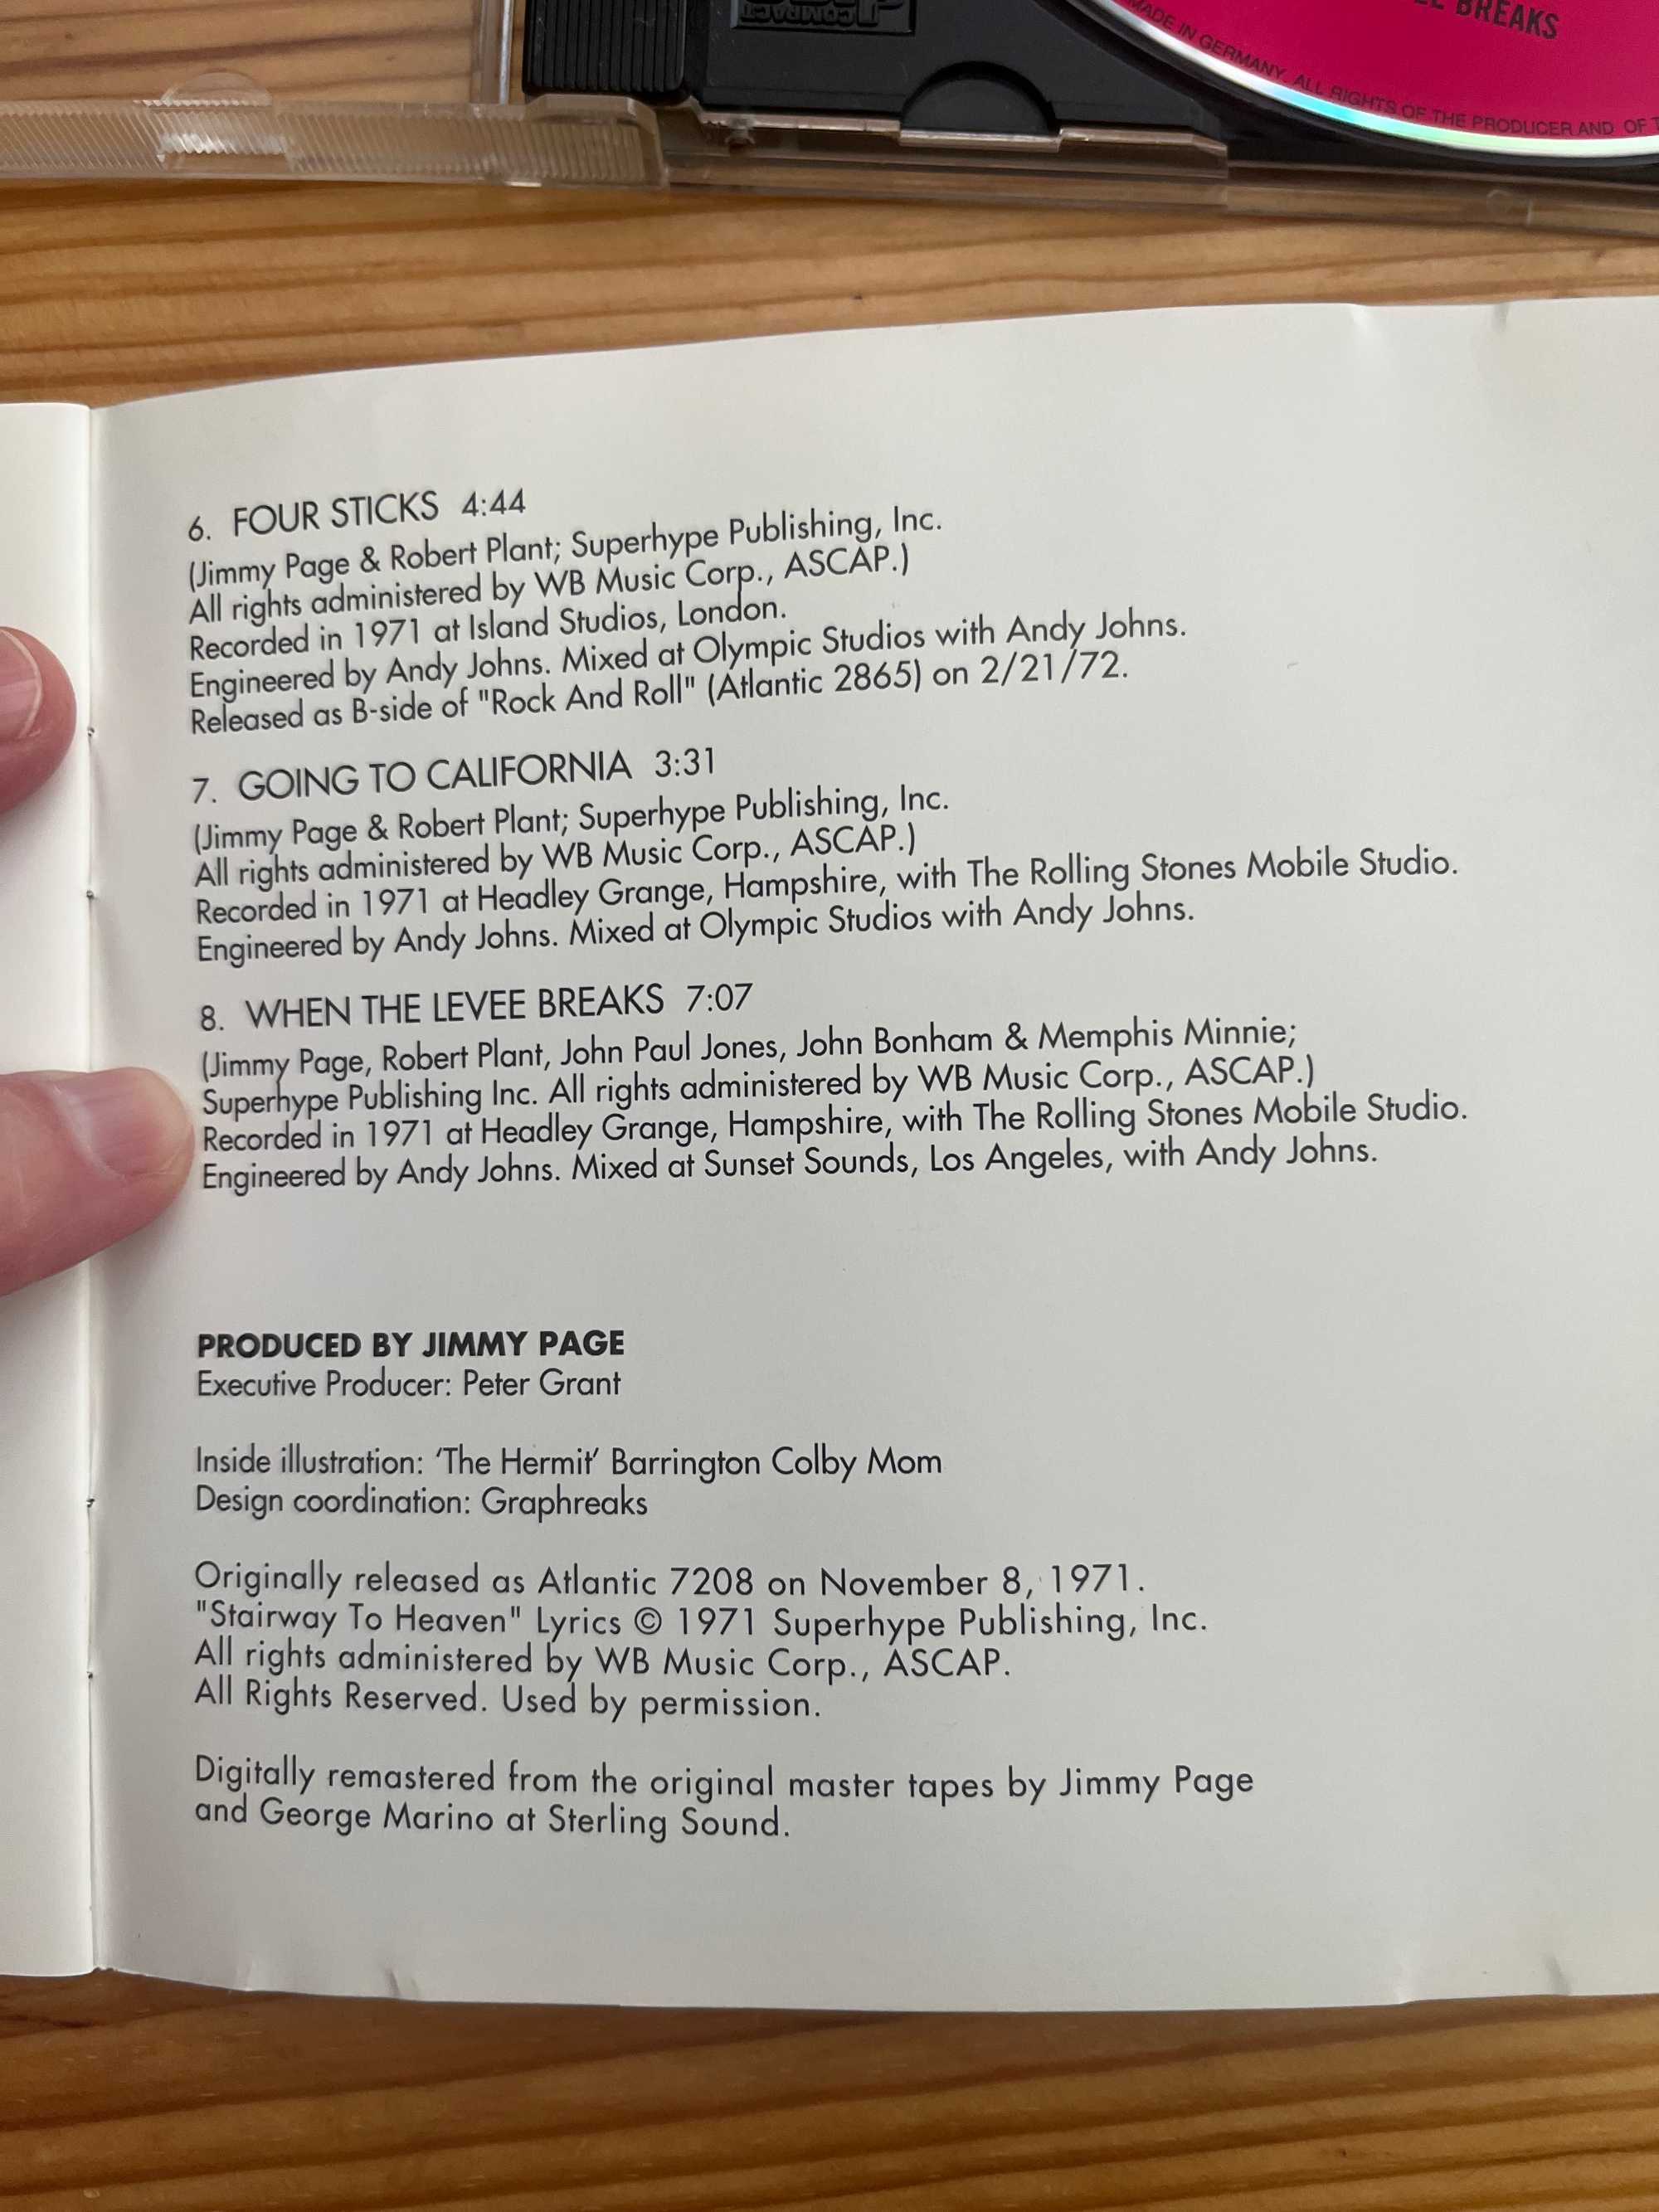 COMPACT
BREAKS
MADE IN GERMANY. ALL RIGHTS OF THE PRODUCER AND OF
6. FOUR STICKS 4:44
(Jimmy Page & Robert Plant; Superhype Publishing, Inc.
All rights administered by WB Music Corp., ASCAP.)
Recorded in 1971 at Island Studios, London.
Engineered by Andy Johns. Mixed at Olympic Studios with Andy Johns.
Released as B-side of "Rock And Roll" (Atlantic 2865) on 2/21/72.
7. GOING TO CALIFORNIA 3:31
(Jimmy Page & Robert Plant; Superhype Publishing, Inc.
All rights administered by WB Music Corp., ASCAP.)
Recorded in 1971 at Headley Grange, Hampshire, with The Rolling Stones Mobile Studio.
Engineered by Andy Johns. Mixed at Olympic Studios with Andy Johns.
8. WHEN THE LEVEE BREAKS 7:07
(Jimmy Page, Robert Plant, John Paul Jones, John Bonham & Memphis Minnie;
Superhype Publishing Inc. All rights administered by WB Music Corp., ASCAP.)
Recorded in 1971 at Headley Grange, Hampshire, with The Rolling Stones Mobile Studio.
Engineered by Andy Johns. Mixed at Sunset Sounds, Los Angeles, with Andy Johns.
PRODUCED BY JIMMY PAGE
Executive Producer: Peter Grant
Inside illustration: ‘The Hermit’ Barrington Colby Mom
Design coordination: Graphreaks
Originally released as Atlantic 7208 on November 8, 1971.
"Stairway To Heaven" Lyrics © 1971 Superhype Publishing, Inc.
All rights administered by WB Music Corp., ASCAP.
All Rights Reserved. Used by permission.
Digitally remastered from the original master tapes by Jimmy Page
and George Marino at Sterling Sound.